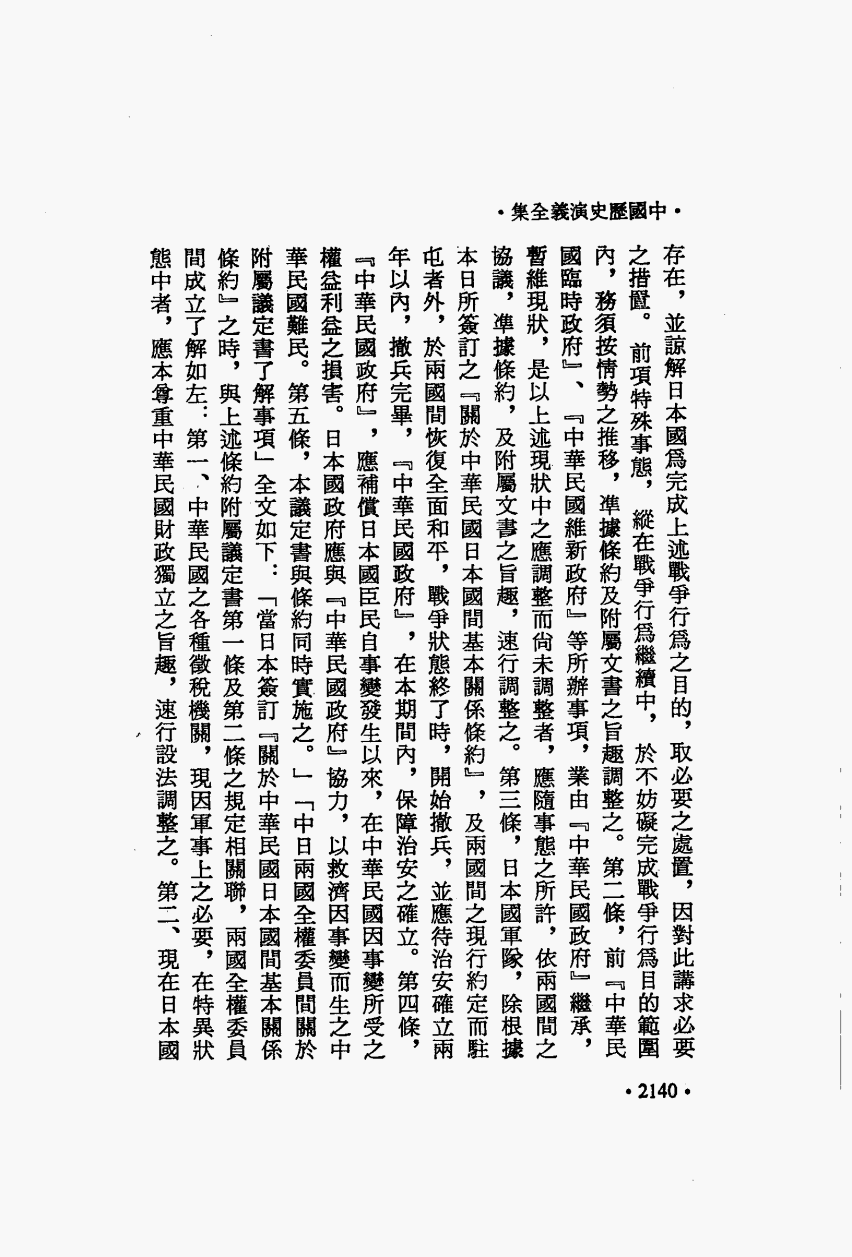 •中國歷史演義全集•
存在，並諒解日本國爲完成上述戰爭行爲之目的，取必要之處置，因對此講求必要
之措置。前項特殊事態，縱在戰爭行爲繼續中，於不妨礙完成戰爭行爲目的範圍
內，務須按情勢之推移，準據條約及附屬文書之旨趣調整之。第二條，前『中華民
國臨時政府』、『中華民國維新政府』等所辦事項，業由『中華民國政府』繼承，
暫維現狀，是以上述現狀中之應調整而尙未調整者，應隨事態之所許，依兩國間之
協議，準據條約，及附屬文書之旨趣，速行調整之。第三條，日本國軍隊，除根據
本日所簽訂之『關於中華民國日本國間基本關係條約』，及兩國間之現行約定而駐
屯者外，於兩國間恢復全面和平，戰爭狀態終了時，開始撤兵，並應待治安確立兩
年以內，撤兵完畢，『中華民國政府』，在本期間內，保障治安之確立。第四條，
『中華民國政府』，應補償日本國臣民自事變發生以來，在中華民國因事變所受之
權益利益之損害。日本國政府應與『中華民國政府』協力，以救濟因事變而生之中
華民國難民。第五條，本議定書與條約同時實施之。」「中日兩國全權委員間關於
附屬議定書了解事項」全文如下：「當日本簽訂『關於中華民國日本國間基本關係
條約』之時，與上述條約附屬議定書第一條及第二條之規定相關聯，兩國全權委員
間成立了解如左：第一、中華民國之各種徵稅機關，現因軍事上之必要，在特異狀
態中者，應本尊重中華民國財政獨立之旨趣，速行設法調整之。第二、現在日本國
•2140•